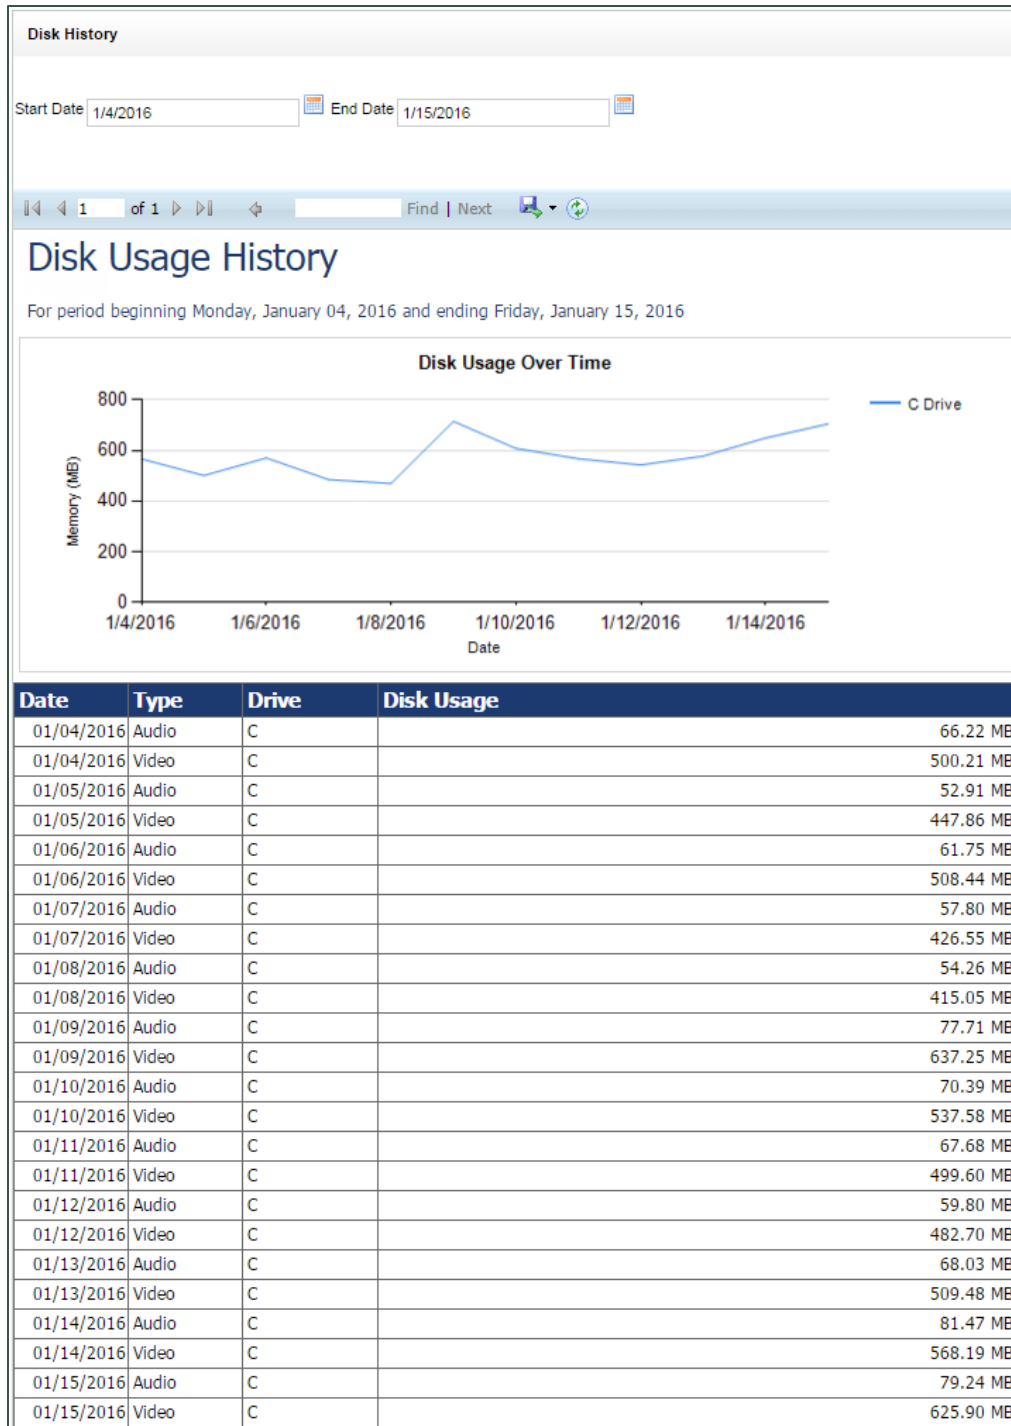 Disk History
Start Date 1/4/2016 End Date 1/15/2016
1 of 1 Find | Next
Disk Usage History
For period beginning Monday, January 04, 2016 and ending Friday, January 15, 2016
Disk Usage Over Time
800
C Drive
600
400
200
0
Memory (MB)
1/4/2016 1/6/2016 1/8/2016 1/10/2016 1/12/2016 1/14/2016
Date
Date Type Drive Disk Usage
01/04/2016 Audio C 66.22 MB
01/04/2016 Video C 500.21 MB
01/05/2016 Audio C 52.91 MB
01/05/2016 Video C 447.86 MB
01/06/2016 Audio C 61.75 MB
01/06/2016 Video C 508.44 MB
01/07/2016 Audio C 57.80 MB
01/07/2016 Video C 426.55 MB
01/08/2016 Audio C 54.26 MB
01/08/2016 Video C 415.05 MB
01/09/2016 Audio C 77.71 MB
01/09/2016 Video C 637.25 MB
01/10/2016 Audio C 70.39 MB
01/10/2016 Video C 537.58 MB
01/11/2016 Audio C 67.68 MB
01/11/2016 Video C 499.60 MB
01/12/2016 Audio C 59.80 MB
01/12/2016 Video C 482.70 MB
01/13/2016 Audio C 68.03 MB
01/13/2016 Video C 509.48 MB
01/14/2016 Audio C 81.47 MB
01/14/2016 Video C 568.19 MB
01/15/2016 Audio C 79.24 MB
01/15/2016 Video C 625.90 MB